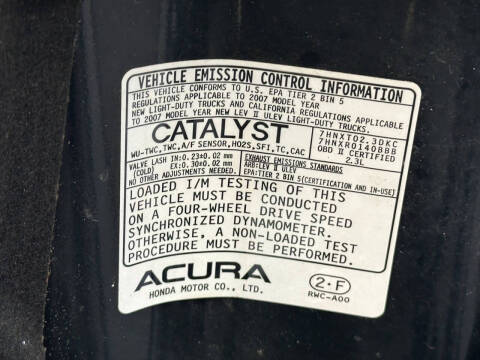 VEHICLE EMISSION CONTROL INFORMATION
THIS VEHICLE CONFORMS TO U.S. EPA TIER 2 BIN 5
REGULATIONS APPLICABLE TO 2007 MODEL YEAR
NEW LIGHT-DUTY TRUCKS AND CALIFORNIA REGULATIONS APPLICABLE
TO 2007 MODEL YEAR NEW LEV II ULEV LIGHT-DUTY TRUCKS.
CATALYST
WU-TWC,TWC,A/F SENSOR,HO2S,SFI,TC,CAC
7HNXT02.3DKC
7HNXR0140BBB
OBD II CERTIFIED
2.3L
VALVE LASH IN:0.23±0.02 mm
(COLD) EX:0.30±0.02 mm
NO OTHER ADJUSTMENTS NEEDED.
EXHAUST EMISSIONS STANDARDS
ARB:LEV II ULEV
EPA:TIER 2 BIN 5(CERTIFICATION AND IN-USE)
LOADED I/M TESTING OF THIS
VEHICLE MUST BE CONDUCTED
ON A FOUR-WHEEL DRIVE SPEED
SYNCHRONIZED DYNAMOMETER.
OTHERWISE, A NON-LOADED TEST
PROCEDURE MUST BE PERFORMED.
ACURA
HONDA MOTOR CO., LTD.
2·F
RWC-A00